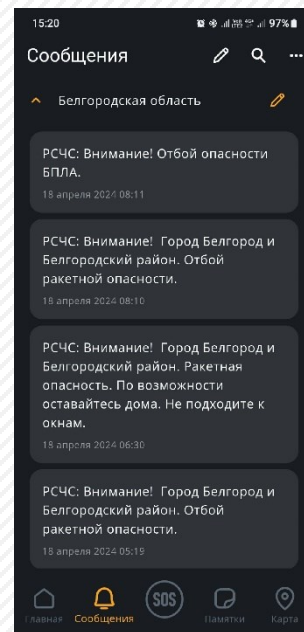 15:20
97%
Сообщения
Белгородская область
РСЧС: Внимание! Отбой опасности
БПЛА.
18 апреля 2024 08:11
РСЧС: Внимание!  Город Белгород и
Белгородский район. Отбой
ракетной опасности.
18 апреля 2024 08:10
РСЧС: Внимание!  Город Белгород и
Белгородский район. Ракетная
опасность. По возможности
оставайтесь дома. Не подходите к
окнам.
18 апреля 2024 06:30
РСЧС: Внимание!  Город Белгород и
Белгородский район. Отбой
ракетной опасности.
18 апреля 2024 05:19
SOS
Главная Сообщения Памятки Карта